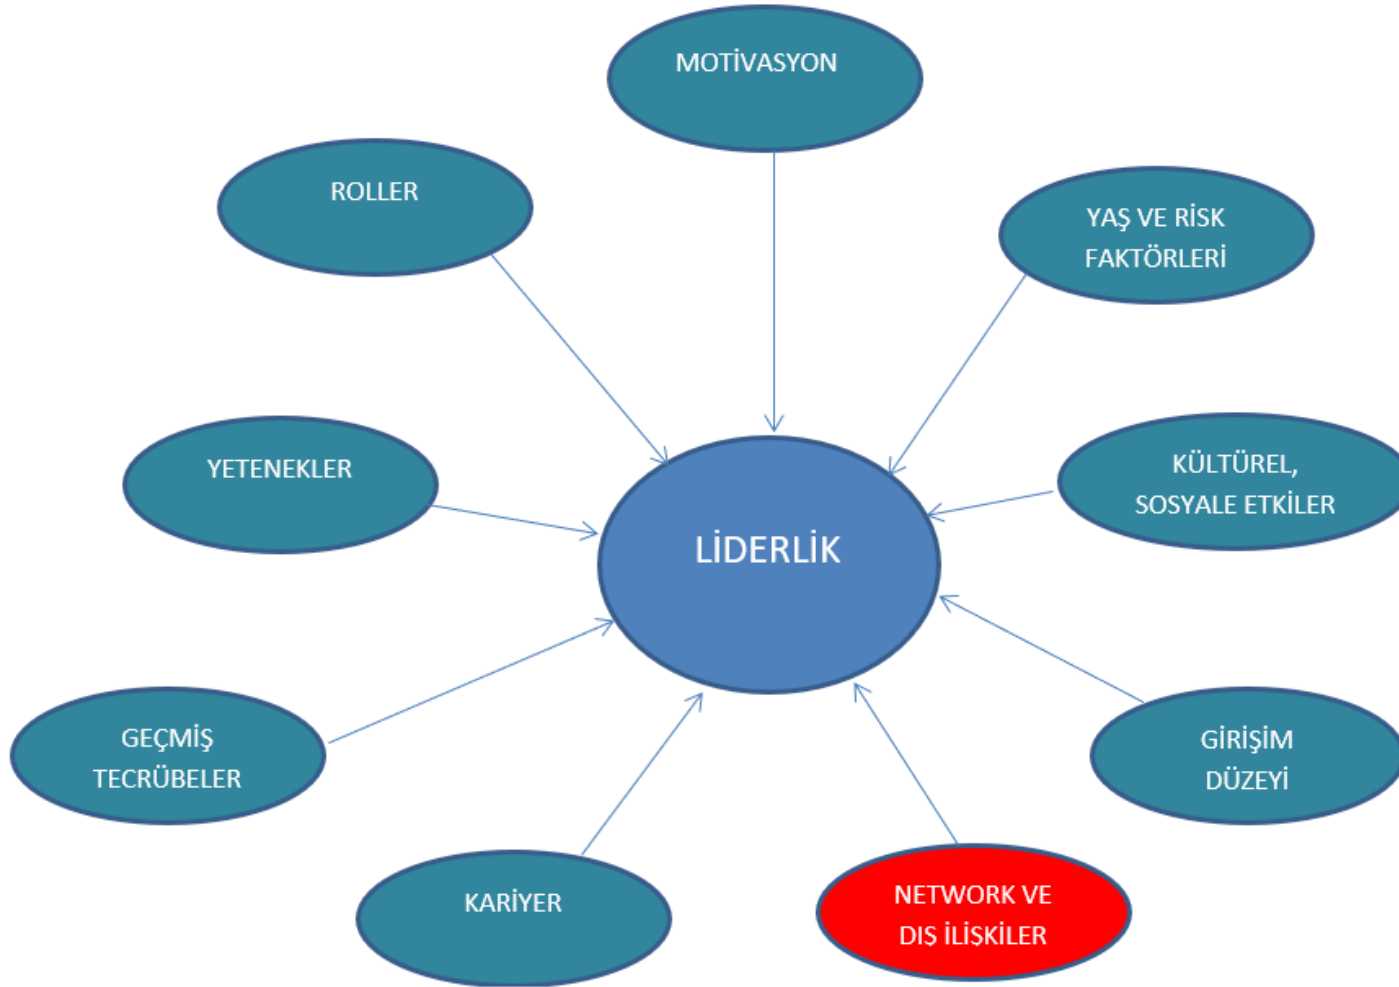 MOTİVASYON
ROLLER
YAŞ VE RİSK
FAKTÖRLERİ
YETENEKLER
KÜLTÜREL,
SOSYALE ETKİLER
LİDERLİK
GEÇMİŞ
TECRÜBELER
GİRİŞİM
DÜZEYİ
KARİYER
NETWORK VE
DIŞ İLİŞKİLER